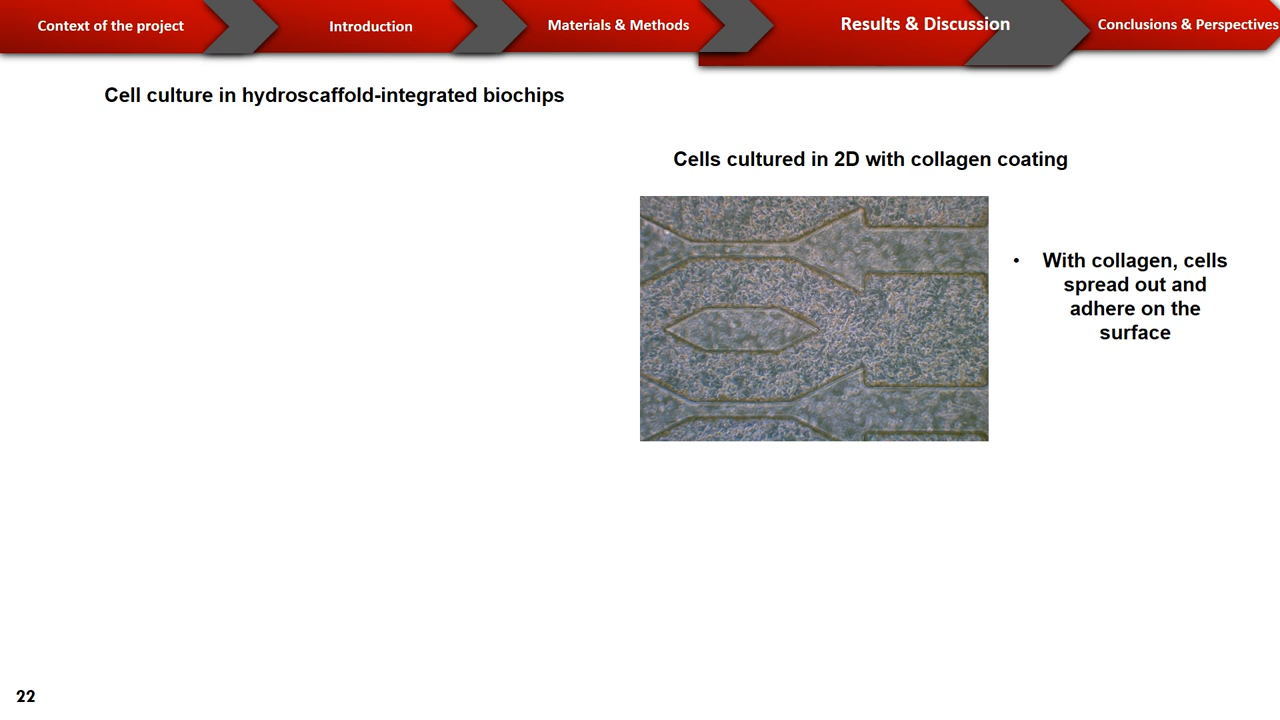 Context of the project
Introduction
Materials & Methods
Results & Discussion
Conclusions & Perspectives
Cell culture in hydroscaffold-integrated biochips
Cells cultured in 2D with collagen coating
• With collagen, cells
spread out and
adhere on the
surface
22